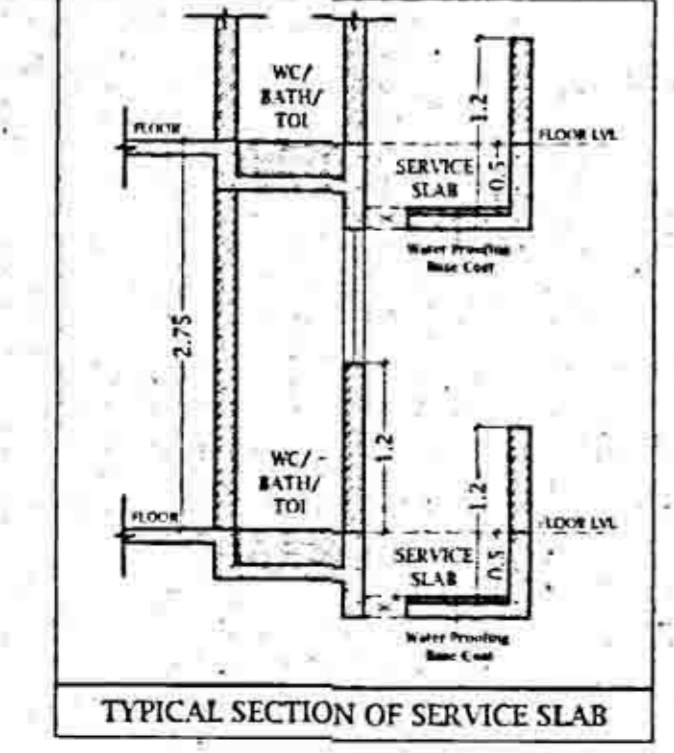 WC/
BATH/
TOI
FLOOR
1.2
FLOOR LVL
SERVICE
SLAB
0.5
X
Water Proofing
Base Coat
2.75
WC/
BATH/
TOI
1.2
1.2
FLOOR
FLOOR LVL
SERVICE
SLAB
0.5
X
Water Proofing
Base Coat
TYPICAL SECTION OF SERVICE SLAB